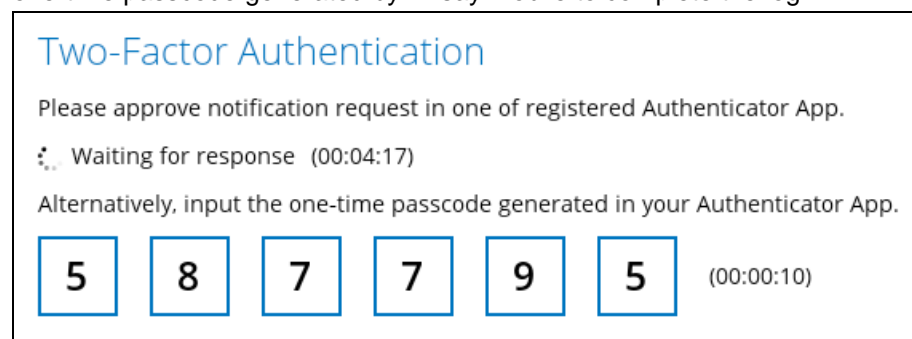 Two-Factor Authentication
Please approve notification request in one of registered Authenticator App.
Waiting for response (00:04:17)
Alternatively, input the one-time passcode generated in your Authenticator App.
5 8 7 7 9 5 (00:00:10)